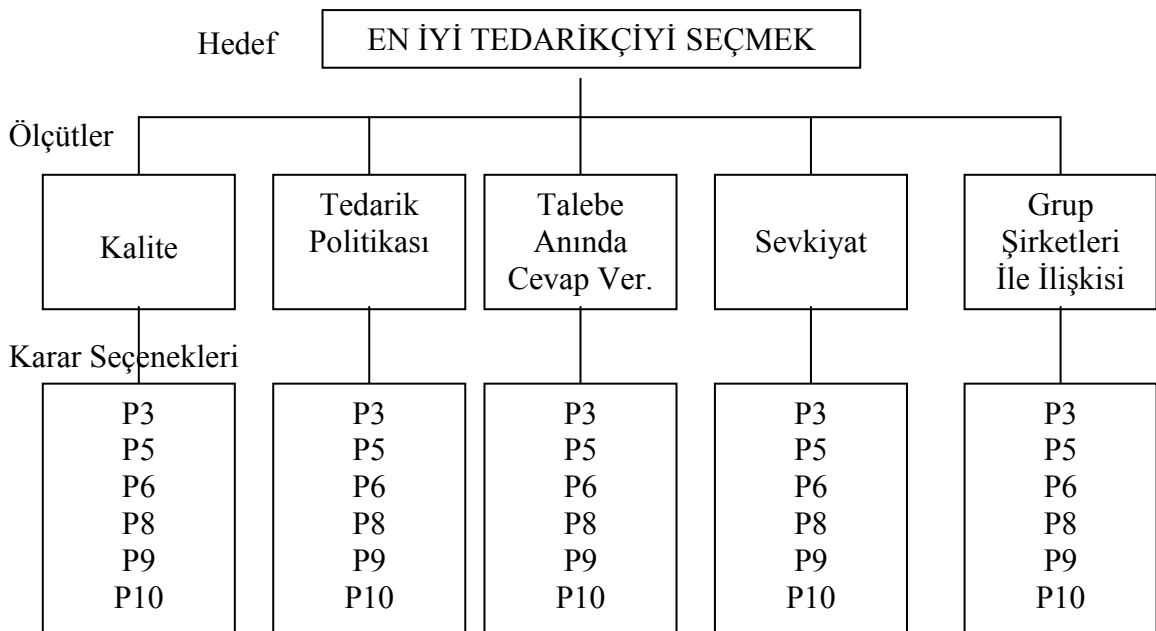 Hedef
EN İYİ TEDARİKÇİYİ SEÇMEK
Ölçütler
Kalite
Tedarik
Politikası
Talebe
Anında
Cevap Ver.
Sevkiyat
Grup
Şirketleri
İle İlişkisi
Karar Seçenekleri
P3
P5
P6
P8
P9
P10
P3
P5
P6
P8
P9
P10
P3
P5
P6
P8
P9
P10
P3
P5
P6
P8
P9
P10
P3
P5
P6
P8
P9
P10